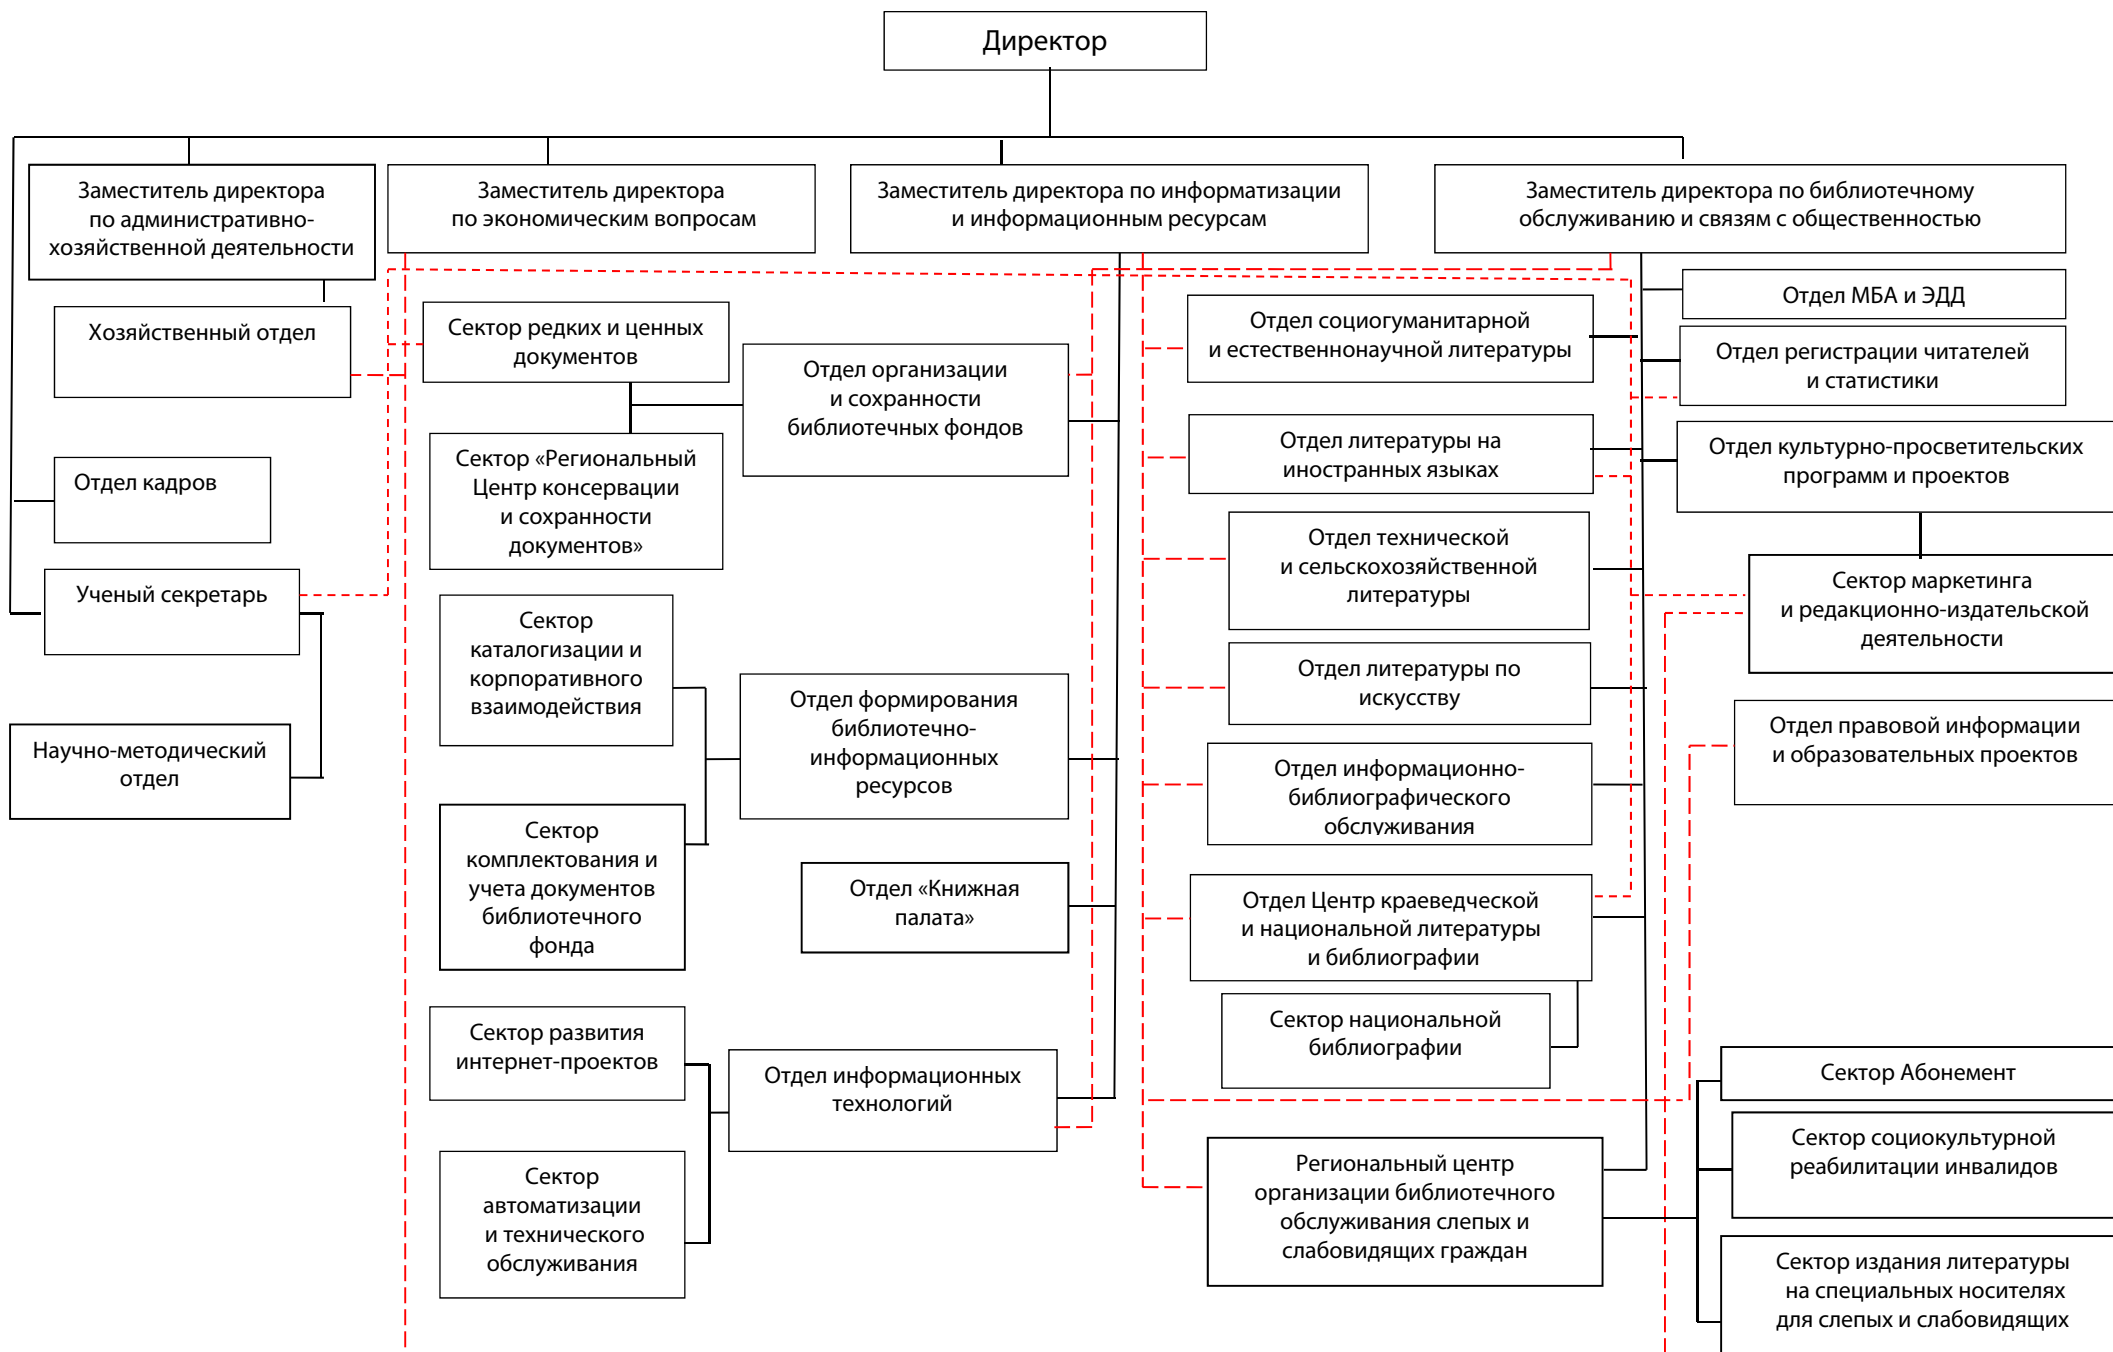 Директор
Заместитель директора
по административно-
хозяйственной деятельности
Заместитель директора
по экономическим вопросам
Заместитель директора по информатизации
и информационным ресурсам
Заместитель директора по библиотечному
обслуживанию и связям с общественностью
Хозяйственный отдел
Отдел кадров
Ученый секретарь
Научно-методический
отдел
Сектор редких и ценных
документов
Сектор «Региональный
Центр консервации
и сохранности
документов»
Отдел организации
и сохранности
библиотечных фондов
Сектор
каталогизации и
корпоративного
взаимодействия
Отдел формирования
библиотечно-
информационных
ресурсов
Сектор
комплектования и
учета документов
библиотечного
фонда
Отдел «Книжная
палата»
Сектор развития
интернет-проектов
Отдел информационных
технологий
Сектор
автоматизации
и технического
обслуживания
Отдел социогуманитарной
и естественнонаучной литературы
Отдел литературы на
иностранных языках
Отдел технической
и сельскохозяйственной
литературы
Отдел литературы по
искусству
Отдел информационно-
библиографического
обслуживания
Отдел Центр краеведческой
и национальной литературы
и библиографии
Сектор национальной
библиографии
Региональный центр
организации библиотечного
обслуживания слепых и
слабовидящих граждан
Отдел МБА и ЭДД
Отдел регистрации читателей
и статистики
Отдел культурно-просветительских
программ и проектов
Сектор маркетинга
и редакционно-издательской
деятельности
Отдел правовой информации
и образовательных проектов
Сектор Абонемент
Сектор социокультурной
реабилитации инвалидов
Сектор издания литературы
на специальных носителях
для слепых и слабовидящих